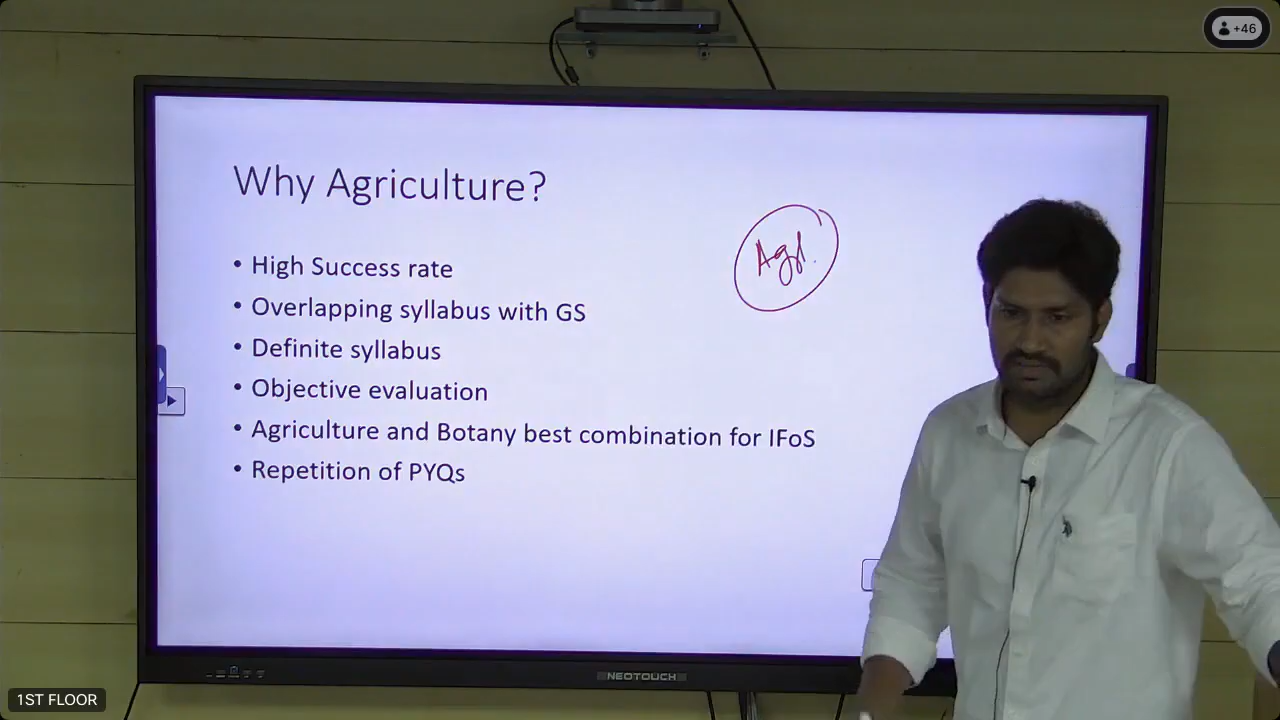 +46
Why Agriculture?
Agri.
• High Success rate
• Overlapping syllabus with GS
• Definite syllabus
• Objective evaluation
• Agriculture and Botany best combination for IFoS
• Repetition of PYQs
NEOTOUCH
1ST FLOOR